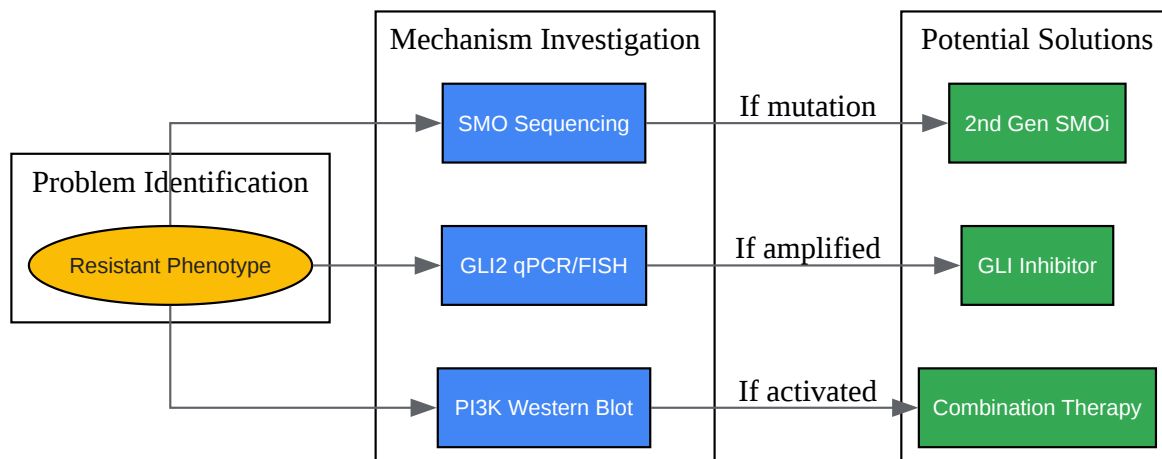 Mechanism Investigation
Potential Solutions
SMO Sequencing
If mutation
2nd Gen SMOi
Problem Identification
Resistant Phenotype
GLI2 qPCR/FISH
If amplified
GLI Inhibitor
PI3K Western Blot
If activated
Combination Therapy